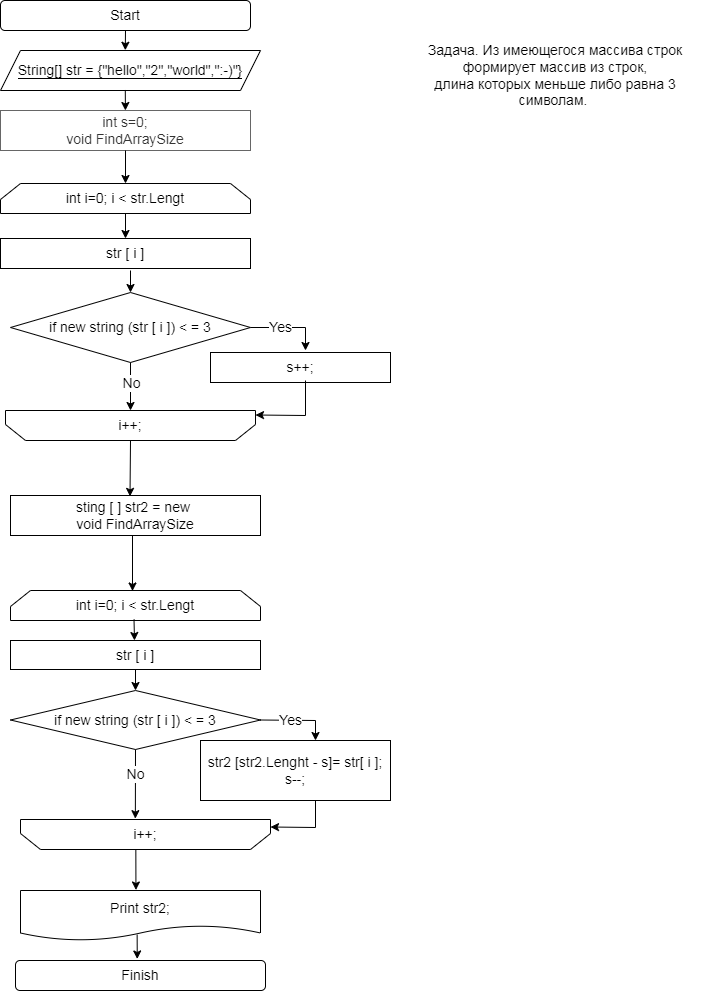 Start
String[] str = {"hello","2","world",":-)"}
Задача. Из имеющегося массива строк
формирует массив из строк,
длина которых меньше либо равна 3
символам.
int s=0;
void FindArraySize
int i=0; i < str.Lengt
str [ i ]
if new string (str [ i ]) < = 3
Yes
s++;
No
i++;
sting [ ] str2 = new
void FindArraySize
int i=0; i < str.Lengt
str [ i ]
if new string (str [ i ]) < = 3
Yes
str2 [str2.Lenght - s]= str[ i ];
s--;
No
i++;
Print str2;
Finish